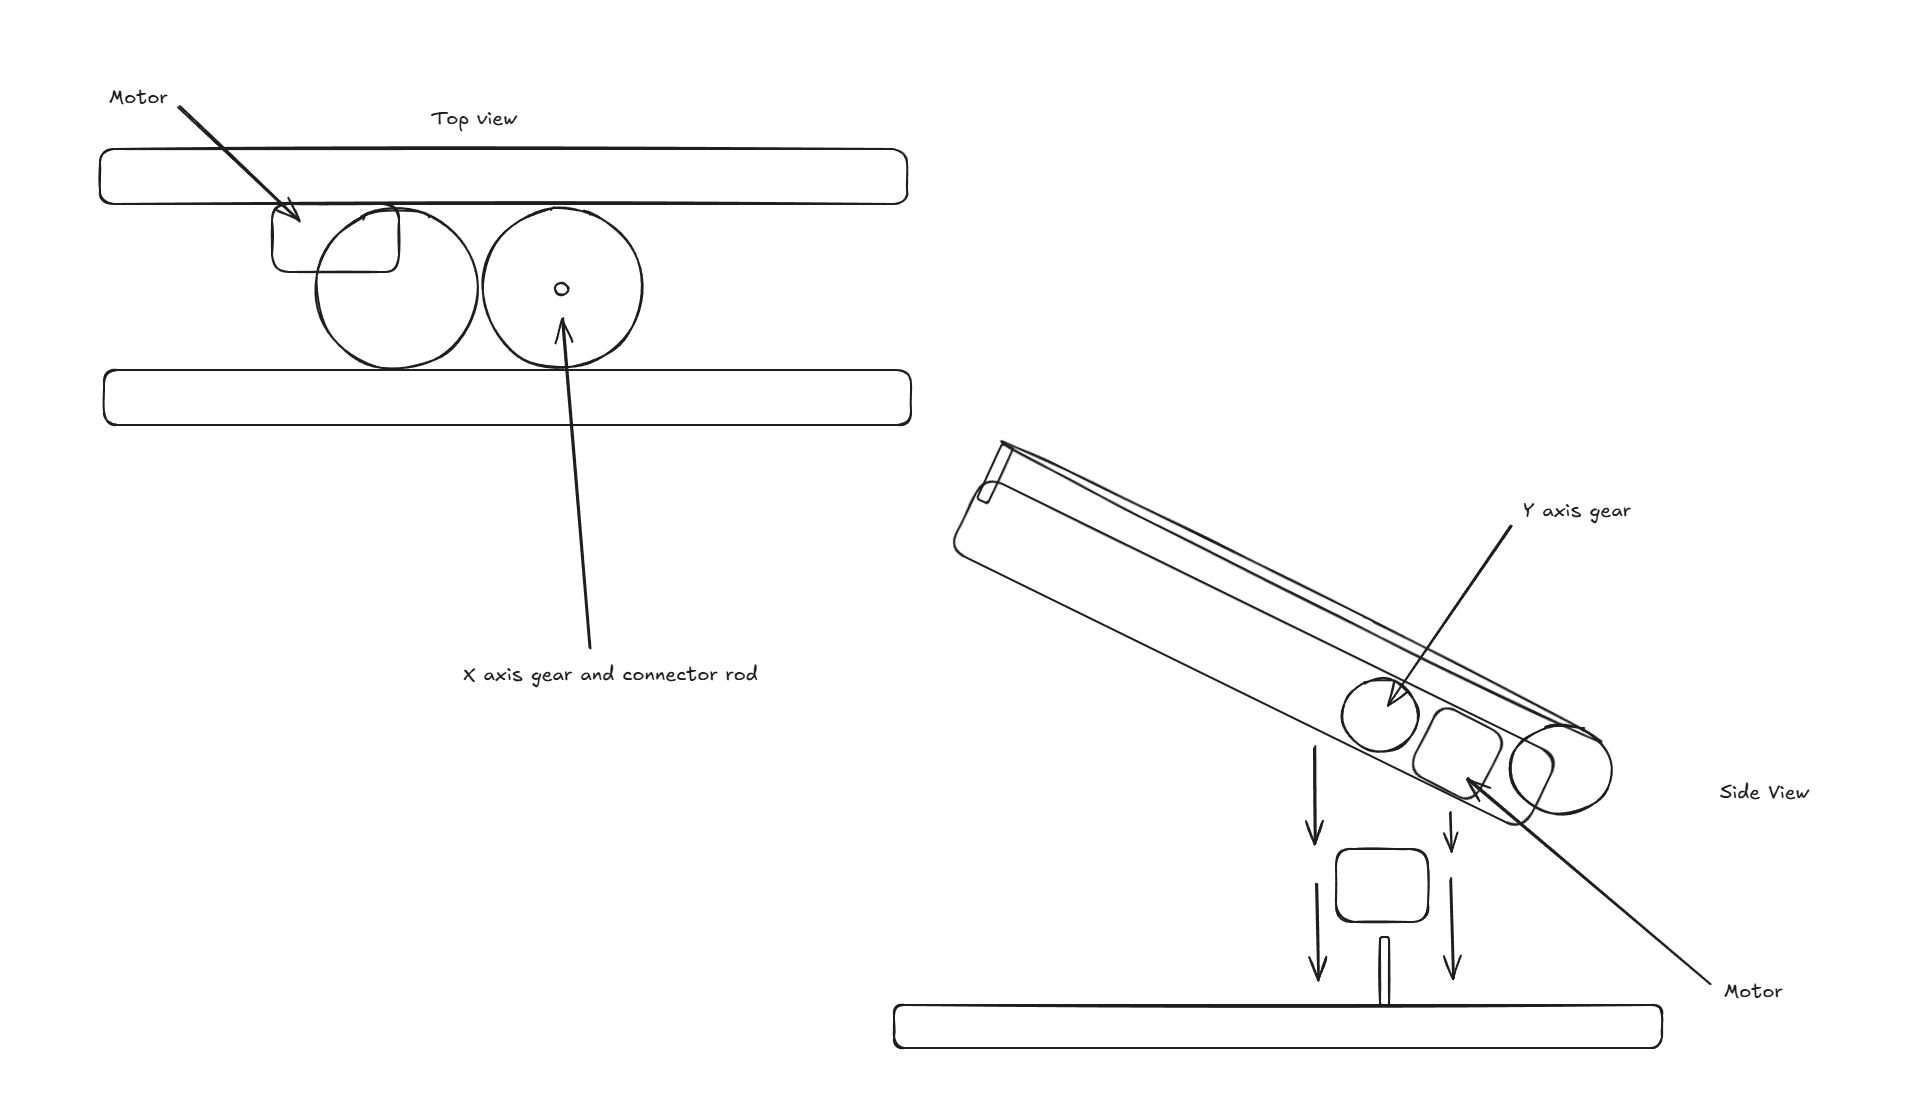 Motor
Top view
X axis gear and connector rod
Y axis gear
Side View
Motor